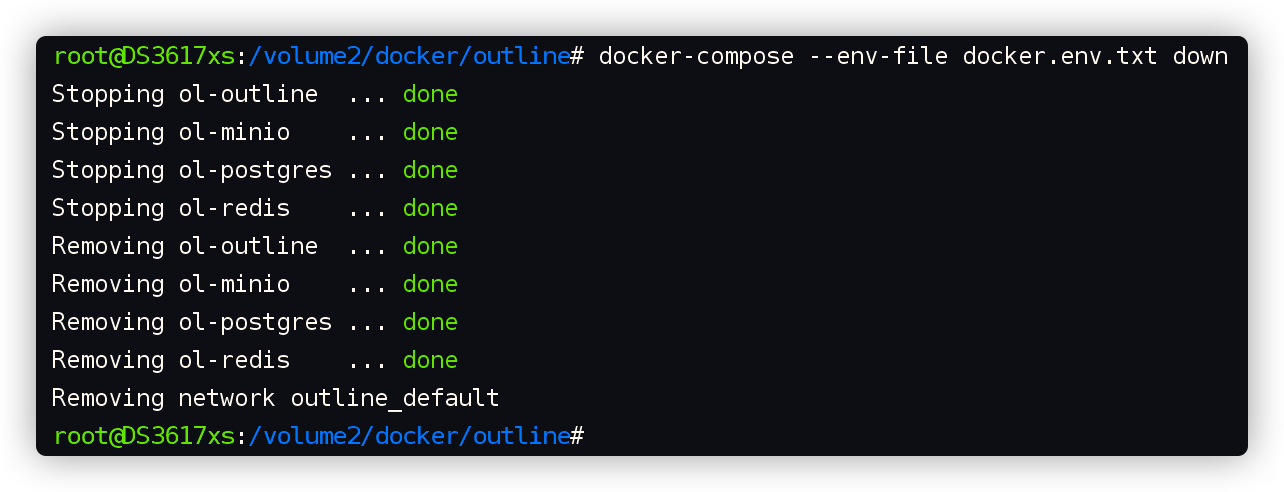 root@DS3617xs:/volume2/docker/outline# docker-compose --env-file docker.env.txt down
Stopping ol-outline  ... done
Stopping ol-minio    ... done
Stopping ol-postgres ... done
Stopping ol-redis    ... done
Removing ol-outline  ... done
Removing ol-minio    ... done
Removing ol-postgres ... done
Removing ol-redis    ... done
Removing network outline_default
root@DS3617xs:/volume2/docker/outline#